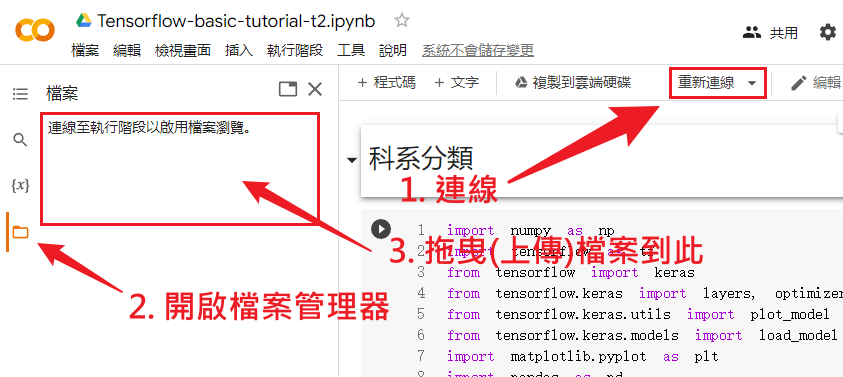 Tensorflow-basic-tutorial-t2.ipynb
檔案 編輯 檢視畫面 插入 執行階段 工具 說明 系統不會儲存變更
共用
檔案
+ 程式碼 + 文字 複製到雲端硬碟 重新連線 編輯
連線至執行階段以啟用檔案瀏覽。
科系分類
1. 連線
{x}
3. 拖曳(上傳)檔案到此
2. 開啟檔案管理器
1 import numpy as np
2 import tensorflow as tf
3 from tensorflow import keras
4 from tensorflow.keras import layers, optimizer
5 from tensorflow.keras.utils import plot_model
6 from tensorflow.keras.models import load_model
7 import matplotlib.pyplot as plt
8 import pandas as pd